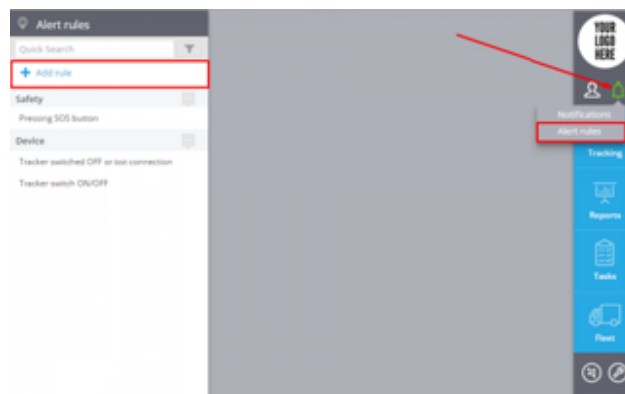 Alert rules
Quick Search
Add rule
Safety
Pressing SOS button
Device
Tracker switched OFF or lost connection
Tracker switch ON/OFF
YOUR
LOGO
HERE
Notifications
Alert rules
Tracking
Reports
Tasks
Fleet